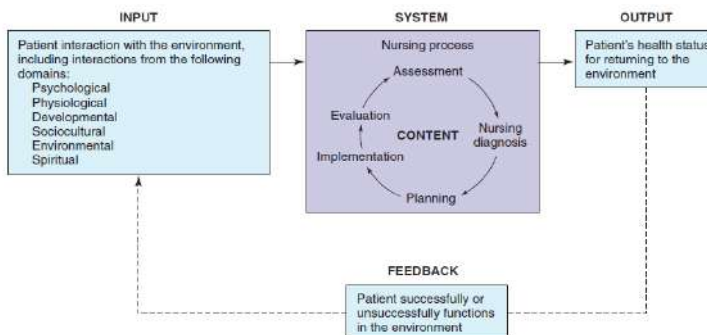 INPUT
Patient interaction with the environment,
including interactions from the following
domains:
Psychological
Physiological
Developmental
Sociocultural
Environmental
Spiritual
SYSTEM
Nursing process
Assessment
Nursing
diagnosis
Planning
Implementation
Evaluation
CONTENT
OUTPUT
Patient's health status
for returning to the
environment
FEEDBACK
Patient successfully or
unsuccessfully functions
in the environment